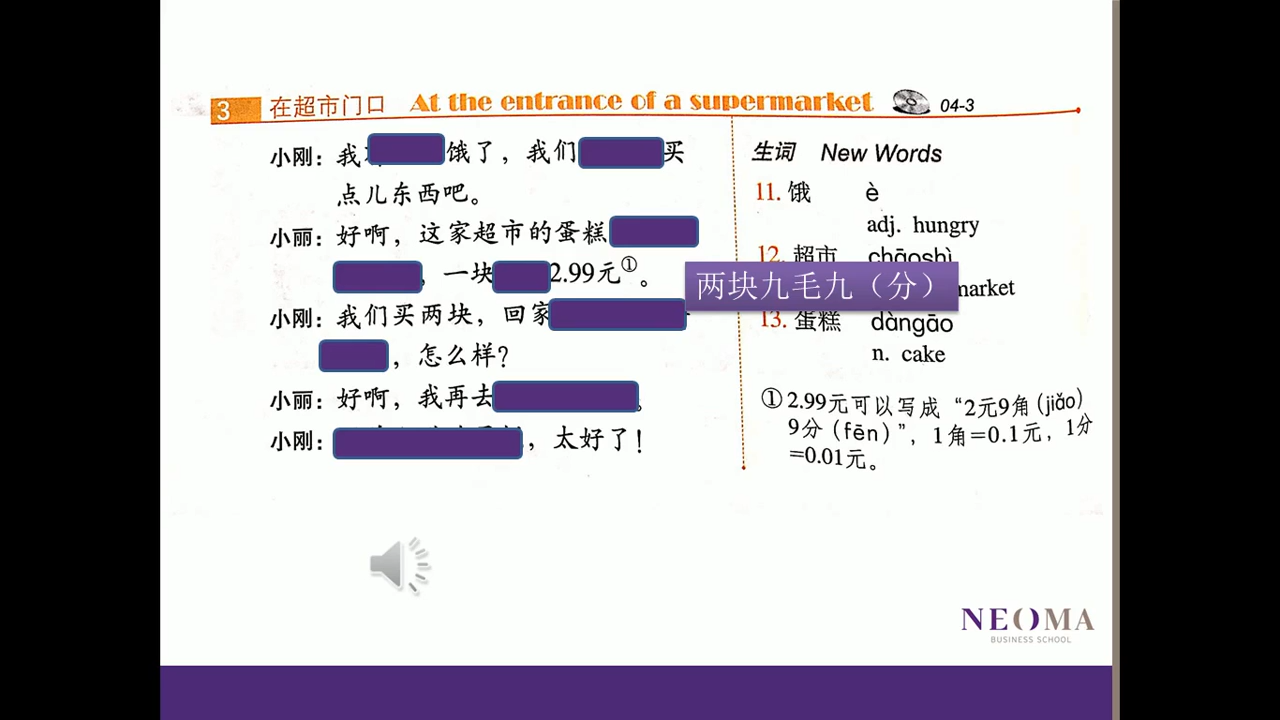 3 在超市门口 At the entrance of a supermarket 04-3
小刚：我 饿了，我们 买
点儿东西吧。
小丽：好啊，这家超市的蛋糕
，一块 2.99元①。
小刚：我们买两块，回家
，怎么样？
小丽：好啊，我再去 。
小刚： ，太好了！
生词 New Words
11. 饿 è
adj. hungry
12. 超市 chāoshì
market
两块九毛九（分）
13. 蛋糕 dàngāo
n. cake
① 2.99元可以写成“2元9角(jiǎo)
9分(fēn)”，1角=0.1元，1分
=0.01元。
NEOMA
BUSINESS SCHOOL